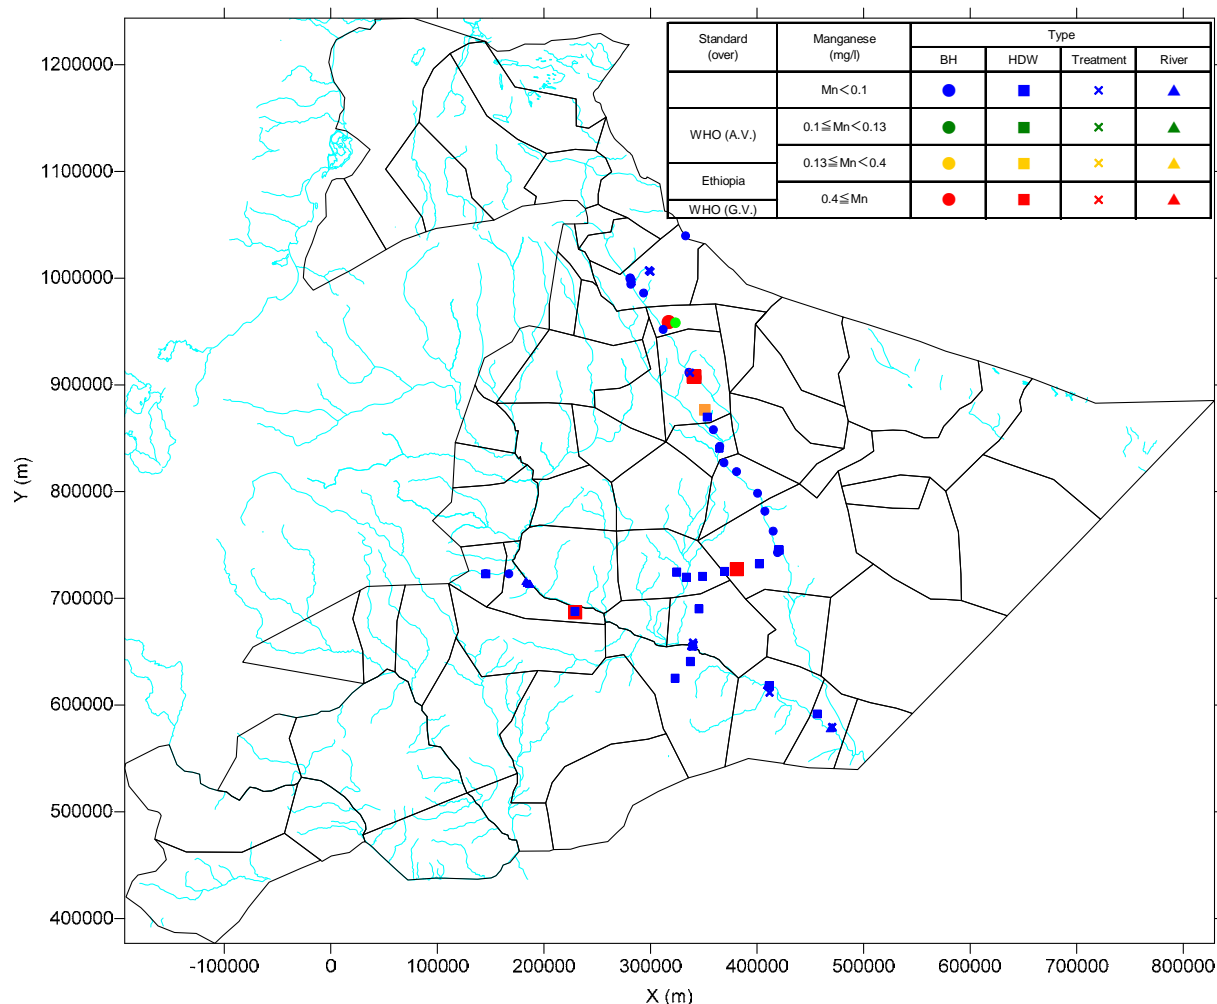 Standard (over) Manganese (mg/l) Type
BH HDW Treatment River
Mn<0.1
WHO (A.V.) 0.1≦Mn<0.13
0.13≦Mn<0.4
Ethiopia
0.4≦Mn
WHO (G.V.)
1200000
1100000
1000000
900000
800000
700000
600000
500000
400000
Y (m)
-100000 0 100000 200000 300000 400000 500000 600000 700000 800000
X (m)